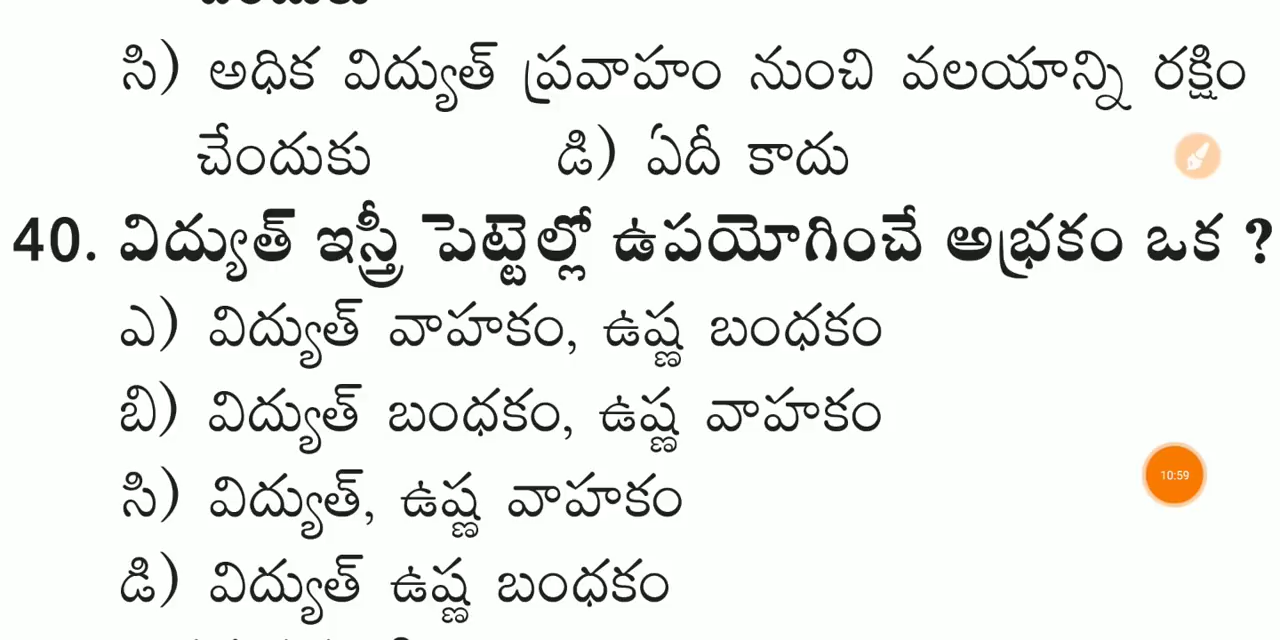 సి) అధిక విద్యుత్ ప్రవాహం నుంచి వలయాన్ని రక్షిం
చేందుకు డి) ఏదీ కాదు
40. విద్యుత్ ఇస్త్రీ పెట్టెల్లో ఉపయోగించే అభ్రకం ఒక ?
ఎ) విద్యుత్ వాహకం, ఉష్ణ బంధకం
బి) విద్యుత్ బంధకం, ఉష్ణ వాహకం
10:59
సి) విద్యుత్, ఉష్ణ వాహకం
డి) విద్యుత్ ఉష్ణ బంధకం